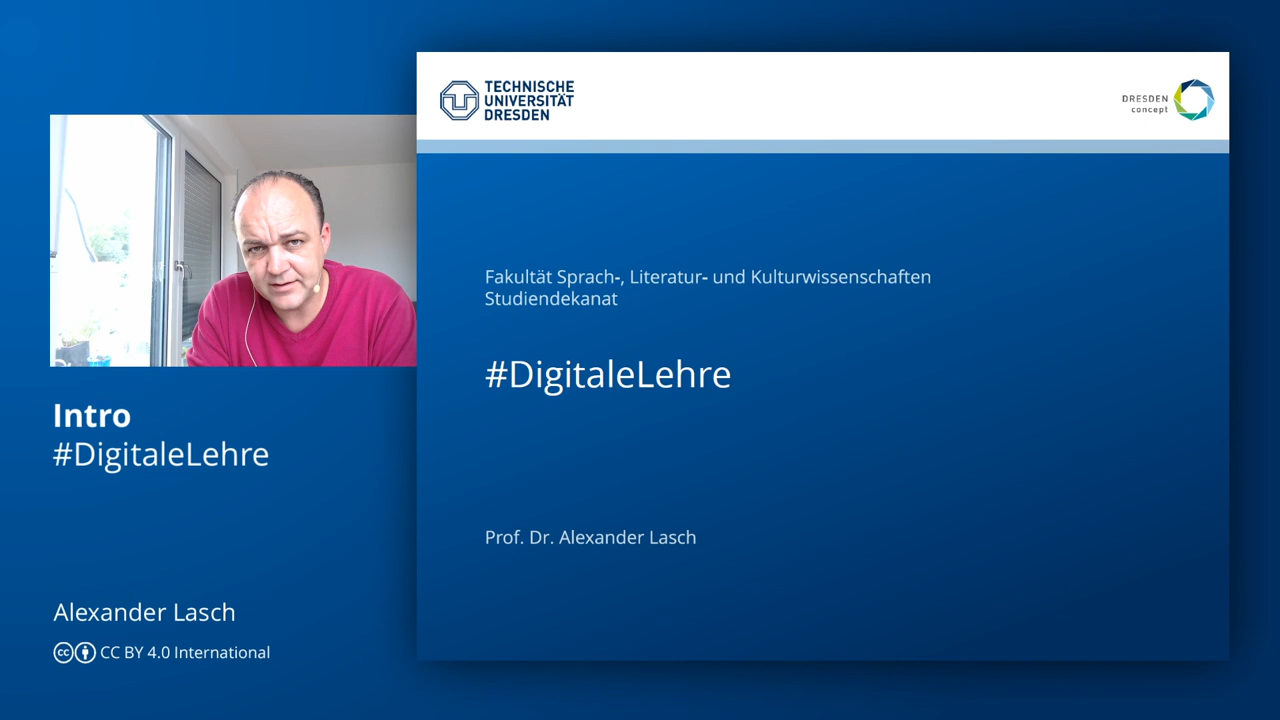 TECHNISCHE
UNIVERSITÄT
DRESDEN
DRESDEN
concept
Fakultät Sprach-, Literatur- und Kulturwissenschaften
Studiendekanat
#DigitaleLehre
Prof. Dr. Alexander Lasch
Intro
#DigitaleLehre
Alexander Lasch
cc CC BY 4.0 International